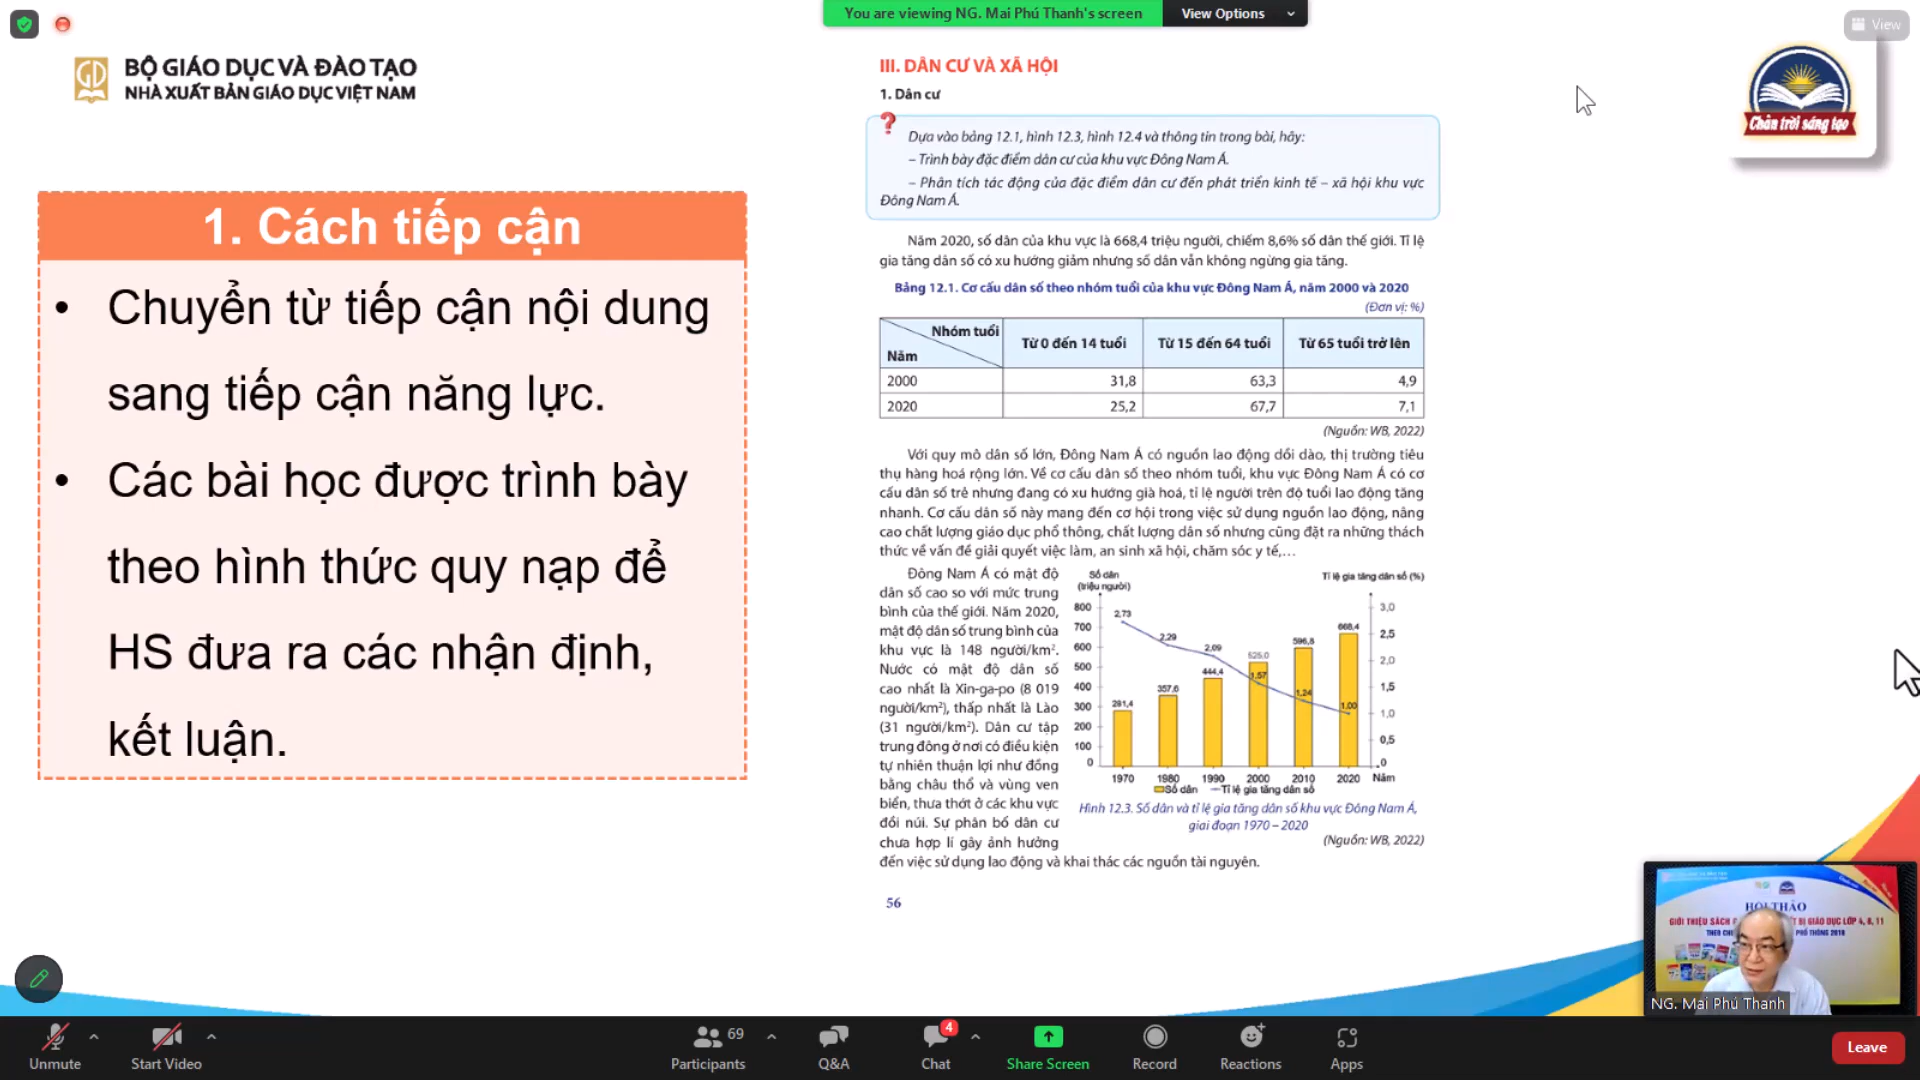 You are viewing NG. Mai Phú Thanh's screen
View Options
View
BỘ GIÁO DỤC VÀ ĐÀO TẠO
NHÀ XUẤT BẢN GIÁO DỤC VIỆT NAM
Chân trời sáng tạo
1. Cách tiếp cận
• Chuyển từ tiếp cận nội dung
sang tiếp cận năng lực.
• Các bài học được trình bày
theo hình thức quy nạp để
HS đưa ra các nhận định,
kết luận.
III. DÂN CƯ VÀ XÃ HỘI
1. Dân cư
?
Dựa vào bảng 12.1, hình 12.3, hình 12.4 và thông tin trong bài, hãy:
– Trình bày đặc điểm dân cư của khu vực Đông Nam Á.
– Phân tích tác động của đặc điểm dân cư đến phát triển kinh tế – xã hội khu vực
Đông Nam Á.
Năm 2020, số dân của khu vực là 668,4 triệu người, chiếm 8,6% số dân thế giới. Tỉ lệ
gia tăng dân số có xu hướng giảm nhưng số dân vẫn không ngừng gia tăng.
Bảng 12.1. Cơ cấu dân số theo nhóm tuổi của khu vực Đông Nam Á, năm 2000 và 2020
(Đơn vị: %)
Nhóm tuổi
Năm
Từ 0 đến 14 tuổi Từ 15 đến 64 tuổi Từ 65 tuổi trở lên
2000 31,8 63,3 4,9
2020 25,2 67,7 7,1
(Nguồn: WB, 2022)
Với quy mô dân số lớn, Đông Nam Á có nguồn lao động dồi dào, thị trường tiêu
thụ hàng hoá rộng lớn. Về cơ cấu dân số theo nhóm tuổi, khu vực Đông Nam Á có cơ
cấu dân số trẻ nhưng đang có xu hướng già hoá, tỉ lệ người trên độ tuổi lao động tăng
nhanh. Cơ cấu dân số này mang đến cơ hội trong việc sử dụng nguồn lao động, nâng
cao chất lượng giáo dục phổ thông, chất lượng dân số nhưng cũng đặt ra những thách
thức về vấn đề giải quyết việc làm, an sinh xã hội, chăm sóc y tế,...
Đông Nam Á có mật độ
dân số cao so với mức trung
bình của thế giới. Năm 2020,
mật độ dân số trung bình của
khu vực là 148 người/km².
Nước có mật độ dân số
cao nhất là Xin-ga-po (8 019
người/km²), thấp nhất là Lào
(31 người/km²). Dân cư tập
trung đông ở nơi có điều kiện
tự nhiên thuận lợi như đồng
bằng châu thổ và vùng ven
biển, thưa thớt ở các khu vực
đồi núi. Sự phân bố dân cư
chưa hợp lí gây ảnh hưởng
đến việc sử dụng lao động và khai thác các nguồn tài nguyên.
Số dân
(triệu người)
Tỉ lệ gia tăng dân số (%)
800
700
600
500
400
300
200
100
0
2,73
2,29
2,09
1,57
1,24
1,00
281,4
357,6
444,4
525,0
596,8
668,4
3,0
2,5
2,0
1,5
1,0
0,5
0
1970 1980 1990 2000 2010 2020 Năm
Số dân Tỉ lệ gia tăng dân số
Hình 12.3. Số dân và tỉ lệ gia tăng dân số khu vực Đông Nam Á,
giai đoạn 1970 – 2020
(Nguồn: WB, 2022)
56
HỘI THẢO
GIỚI THIỆU SÁCH
BỊ GIÁO DỤC LỚP 4, 8, 11
PHỔ THÔNG 2018
NG. Mai Phú Thanh
Unmute
Start Video
69
Participants
Q&A
4
Chat
Share Screen
Record
Reactions
Apps
Leave